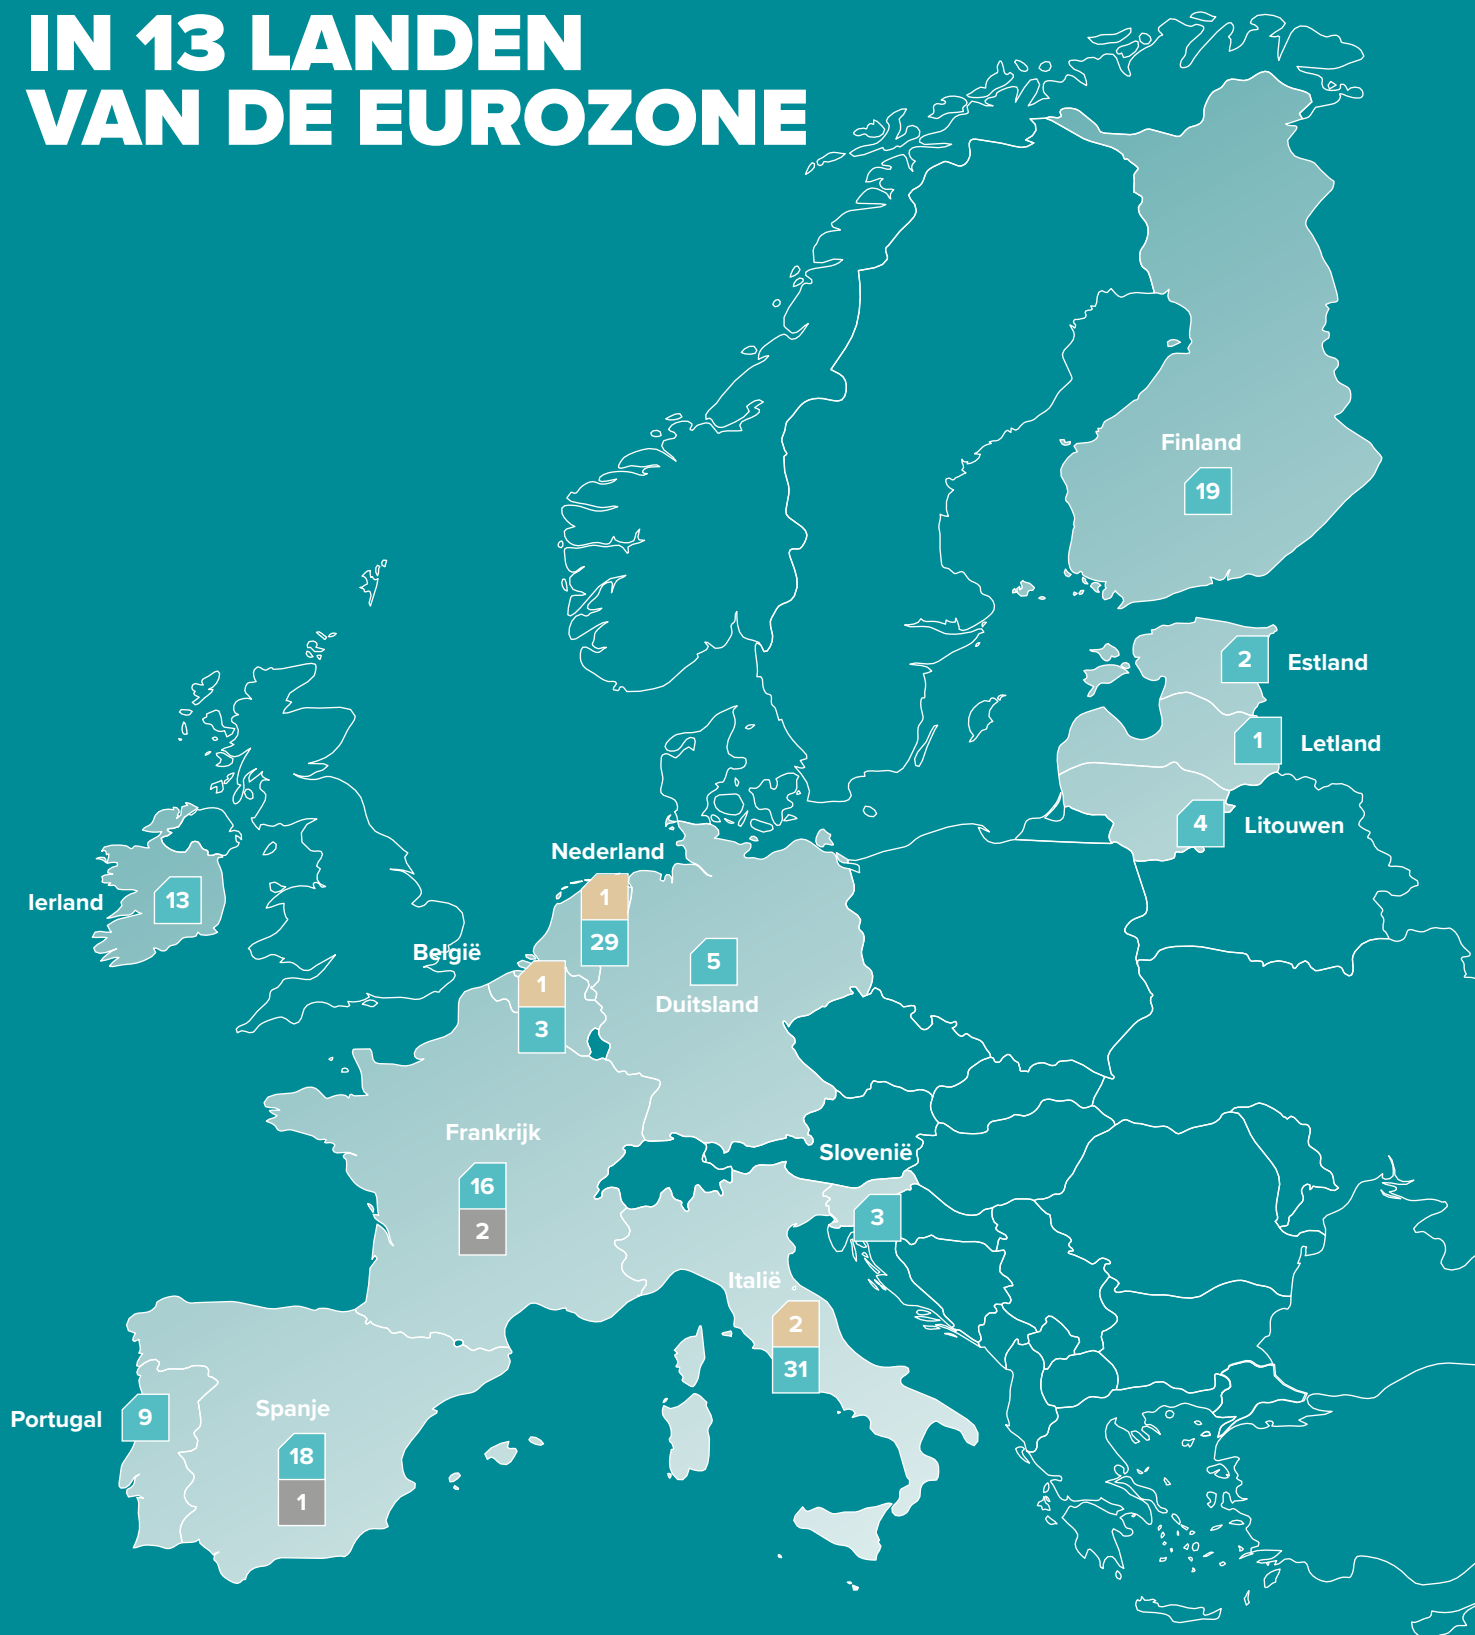 IN 13 LANDEN
VAN DE EUROZONE
Finland
19
2
Estland
1
Letland
4
Litouwen
Nederland
1
29
Ierland
13
België
1
3
5
Duitsland
Frankrijk
16
2
Slovenië
3
Italië
2
31
Portugal
9
Spanje
18
1